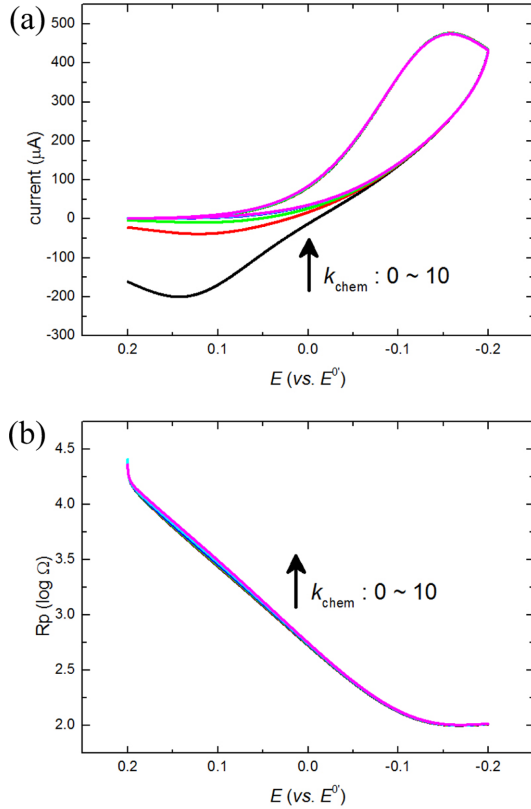 (a)
500
400
300
200
100
0
-100
-200
-300
current (μA)
k chem : 0 ~ 10
0.2 0.1 0.0 -0.1 -0.2
E (vs. E0')
(b)
4.5
4.0
3.5
3.0
2.5
2.0
Rp (log Ω)
k chem : 0 ~ 10
0.2 0.1 0.0 -0.1 -0.2
E (vs. E0')